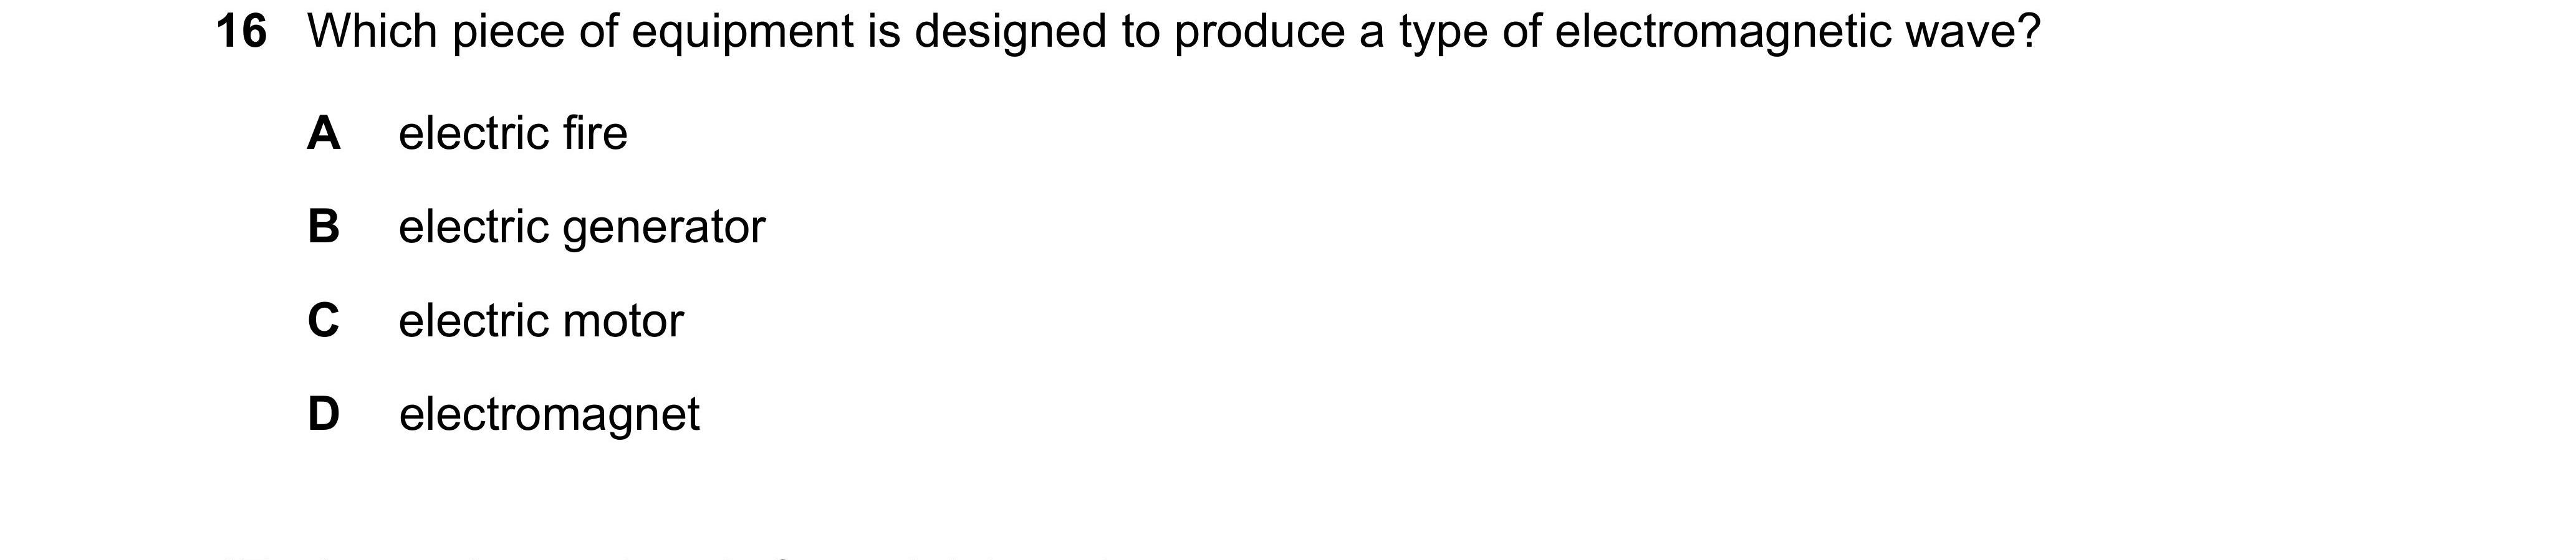 16 Which piece of equipment is designed to produce a type of electromagnetic wave?
A electric fire
B electric generator
C electric motor
D electromagnet